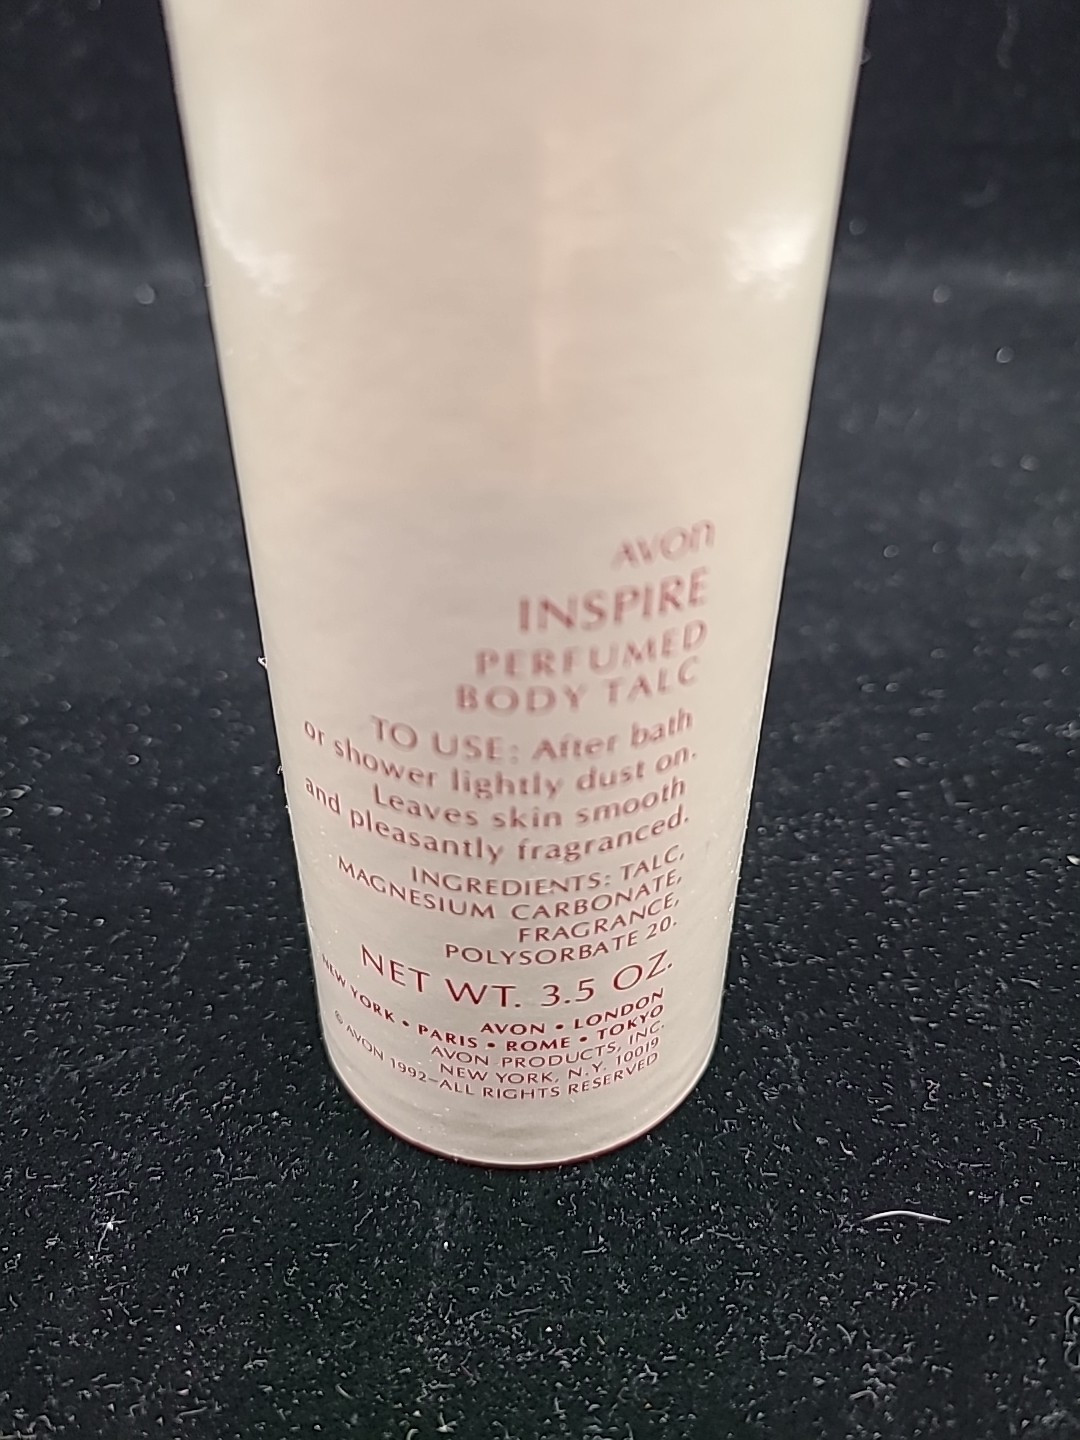 AVON
INSPIRE
PERFUMED
BODY TALC
TO USE: After bath
or shower lightly dust on.
Leaves skin smooth
and pleasantly fragranced.
INGREDIENTS: TALC,
MAGNESIUM CARBONATE,
FRAGRANCE,
POLYSORBATE 20.
NET WT. 3.5 OZ.
AVON • LONDON
NEW YORK • PARIS • ROME • TOKYO
AVON PRODUCTS, INC.
NEW YORK, N.Y. 10019
© AVON 1992-ALL RIGHTS RESERVED